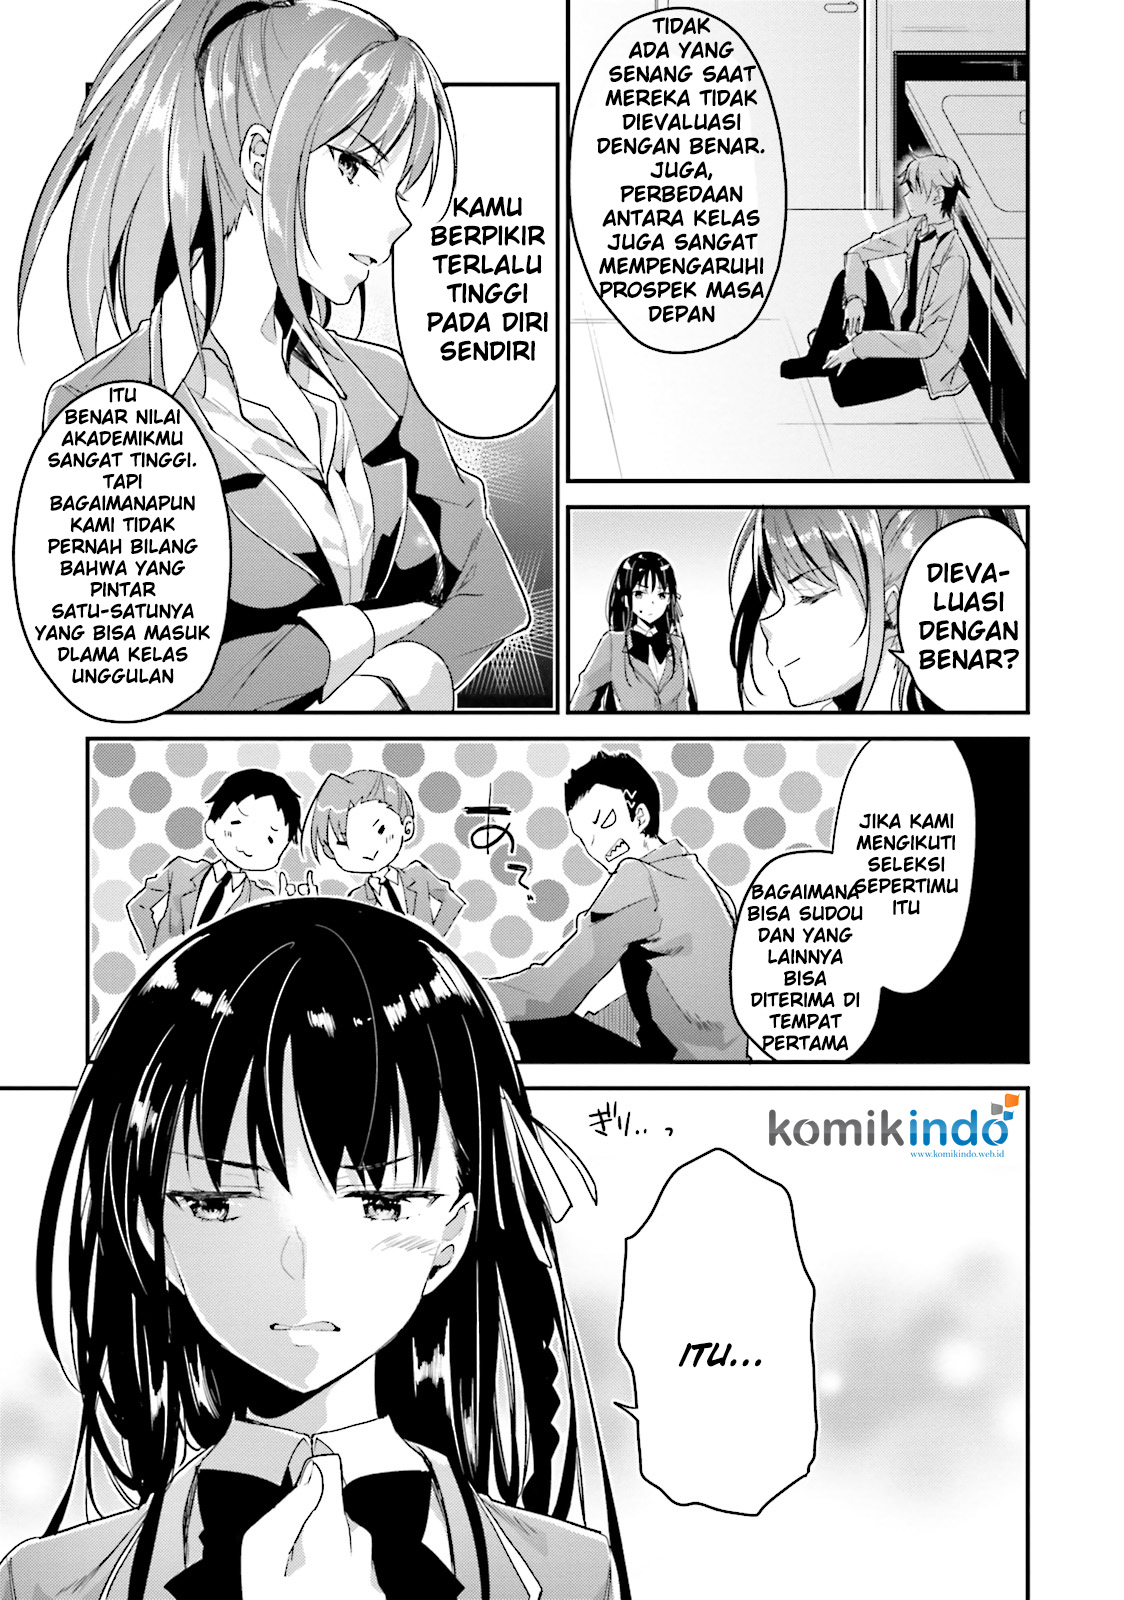 TIDAK
ADA YANG
SENANG SAAT
MEREKA TIDAK
DIEVALUASI
DENGAN BENAR.
JUGA,
PERBEDAAN
ANTARA KELAS
JUGA SANGAT
MEMPENGARUHI
PROSPEK MASA
DEPAN
DIEVA-
LUASI
DENGAN
BENAR?
KAMU
BERPIKIR
TERLALU
TINGGI
PADA DIRI
SENDIRI
ITU
BENAR NILAI
AKADEMIKMU
SANGAT TINGGI.
TAPI
BAGAIMANAPUN
KAMI TIDAK
PERNAH BILANG
BAHWA YANG
PINTAR
SATU-SATUNYA
YANG BISA MASUK
DLAMA KELAS
UNGGULAN
JIKA KAMI
MENGIKUTI
SELEKSI
SEPERTIMU
ITU
BAGAIMANA
BISA SUDOU
DAN YANG
LAINNYA
BISA
DITERIMA DI
TEMPAT
PERTAMA
あ〜
komikindo
www.komikindo.web.id
ぎり..っ
ITU...